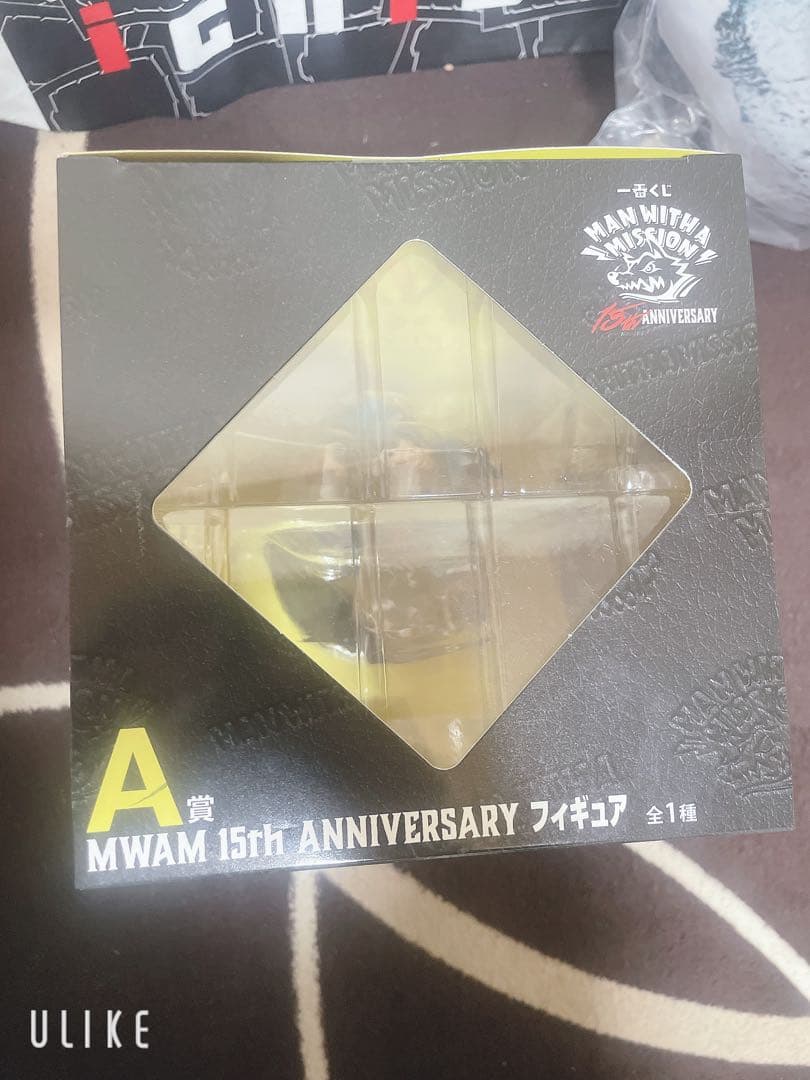 一番くじ
MAN WITH A
MISSION
15th ANNIVERSARY
MISSION
A賞
MWAM 15th ANNIVERSARY フィギュア 全1種
ULIKE